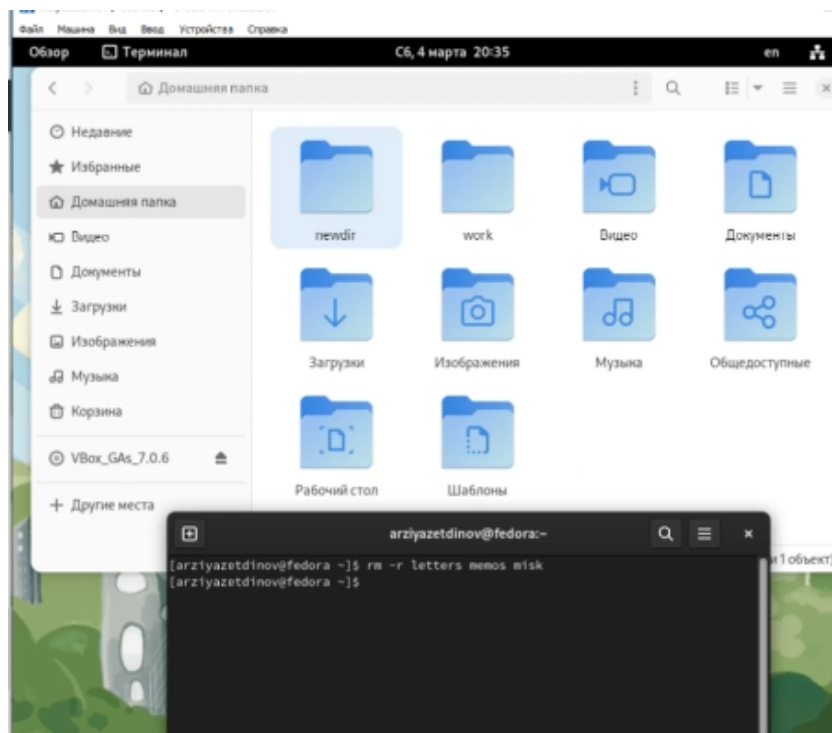 Файл Машина Вид Ввод Устройства Справка
Обзор Терминал Сб, 4 марта 20:35 en
Домашняя папка
Недавние
Избранные
Домашняя папка
Видео
Документы
Загрузки
Изображения
Музыка
Корзина
VBox_GAs_7.0.6
+ Другие места
newdir work Видео Документы
Загрузки Изображения Музыка Общедоступные
Рабочий стол Шаблоны
и 1 объект)
arziyazetdinov@fedora:~
[arziyazetdinov@fedora ~]$ rm -r letters memos misk
[arziyazetdinov@fedora ~]$